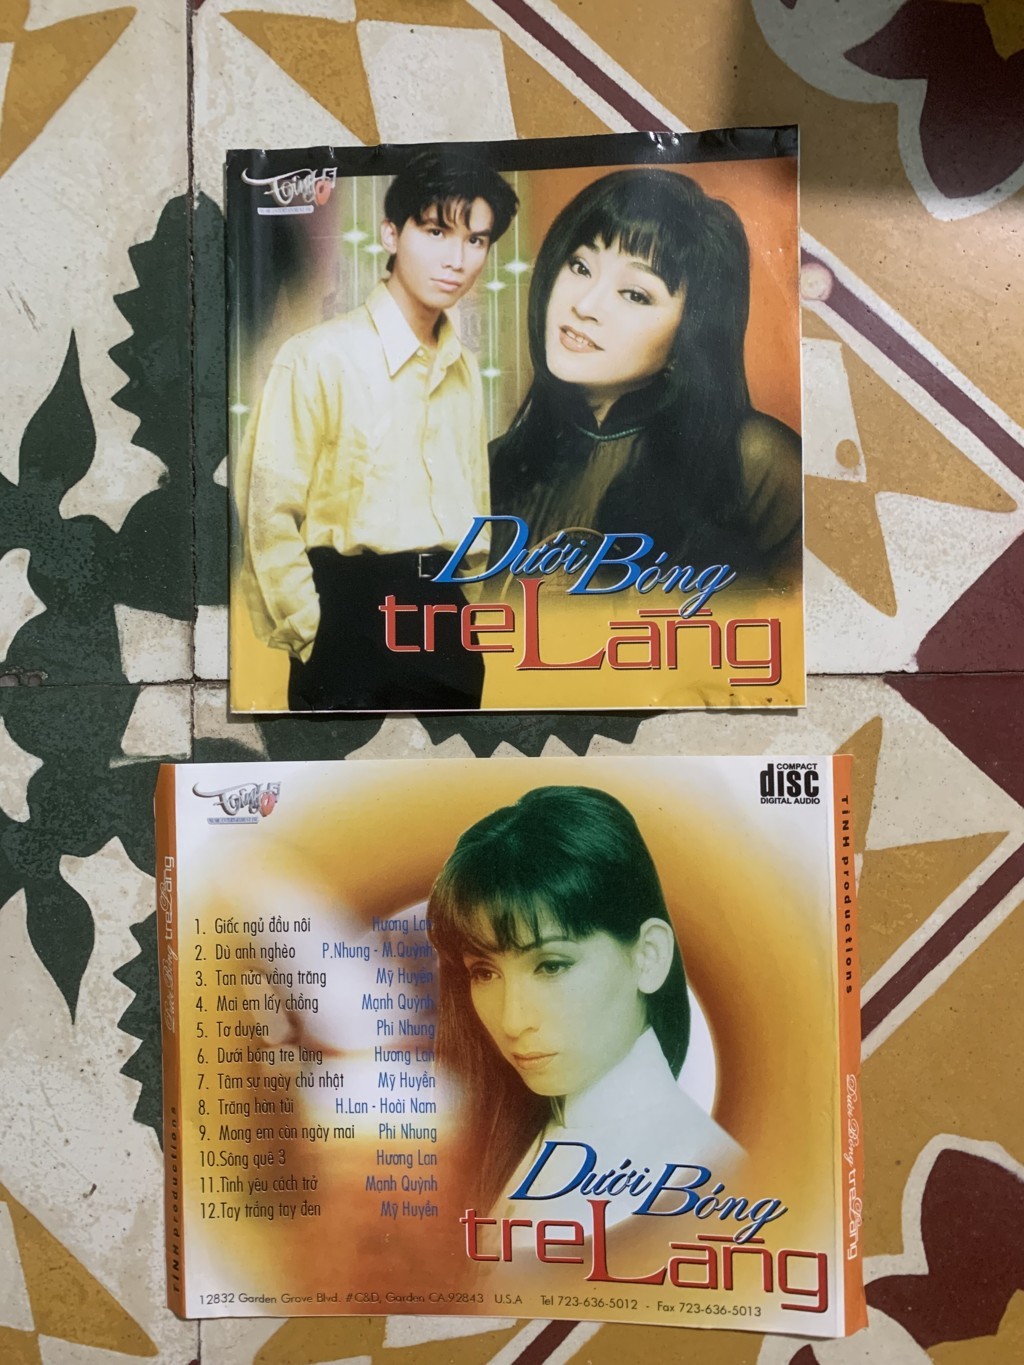 Tình
Dưới Bóng
tre Làng
Tình
COMPACT
disc
DIGITAL AUDIO
1. Giấc ngủ đầu nôi Hương Lan
2. Dù anh nghèo P.Nhung - M.Quỳnh
3. Tan nửa vầng trăng Mỹ Huyền
4. Mai em lấy chồng Mạnh Quỳnh
5. Tơ duyên Phi Nhung
6. Dưới bóng tre làng Hương Lan
7. Tâm sự ngày chủ nhật Mỹ Huyền
8. Trăng hờn tủi H.Lan - Hoài Nam
9. Mong em còn ngày mai Phi Nhung
10.Sông quê 3 Hương Lan
11.Tình yêu cách trở Mạnh Quỳnh
12.Tay trắng tay đen Mỹ Huyền
Dưới Bóng
tre Làng
12832 Garden Grove Blvd. #C&D, Garden CA.92843 U.S.A Tel 723-636-5012 - Fax 723-636-5013
Dưới Bóng tre Làng
TÌNH productions
TÌNH productions
Dưới Bóng tre Làng